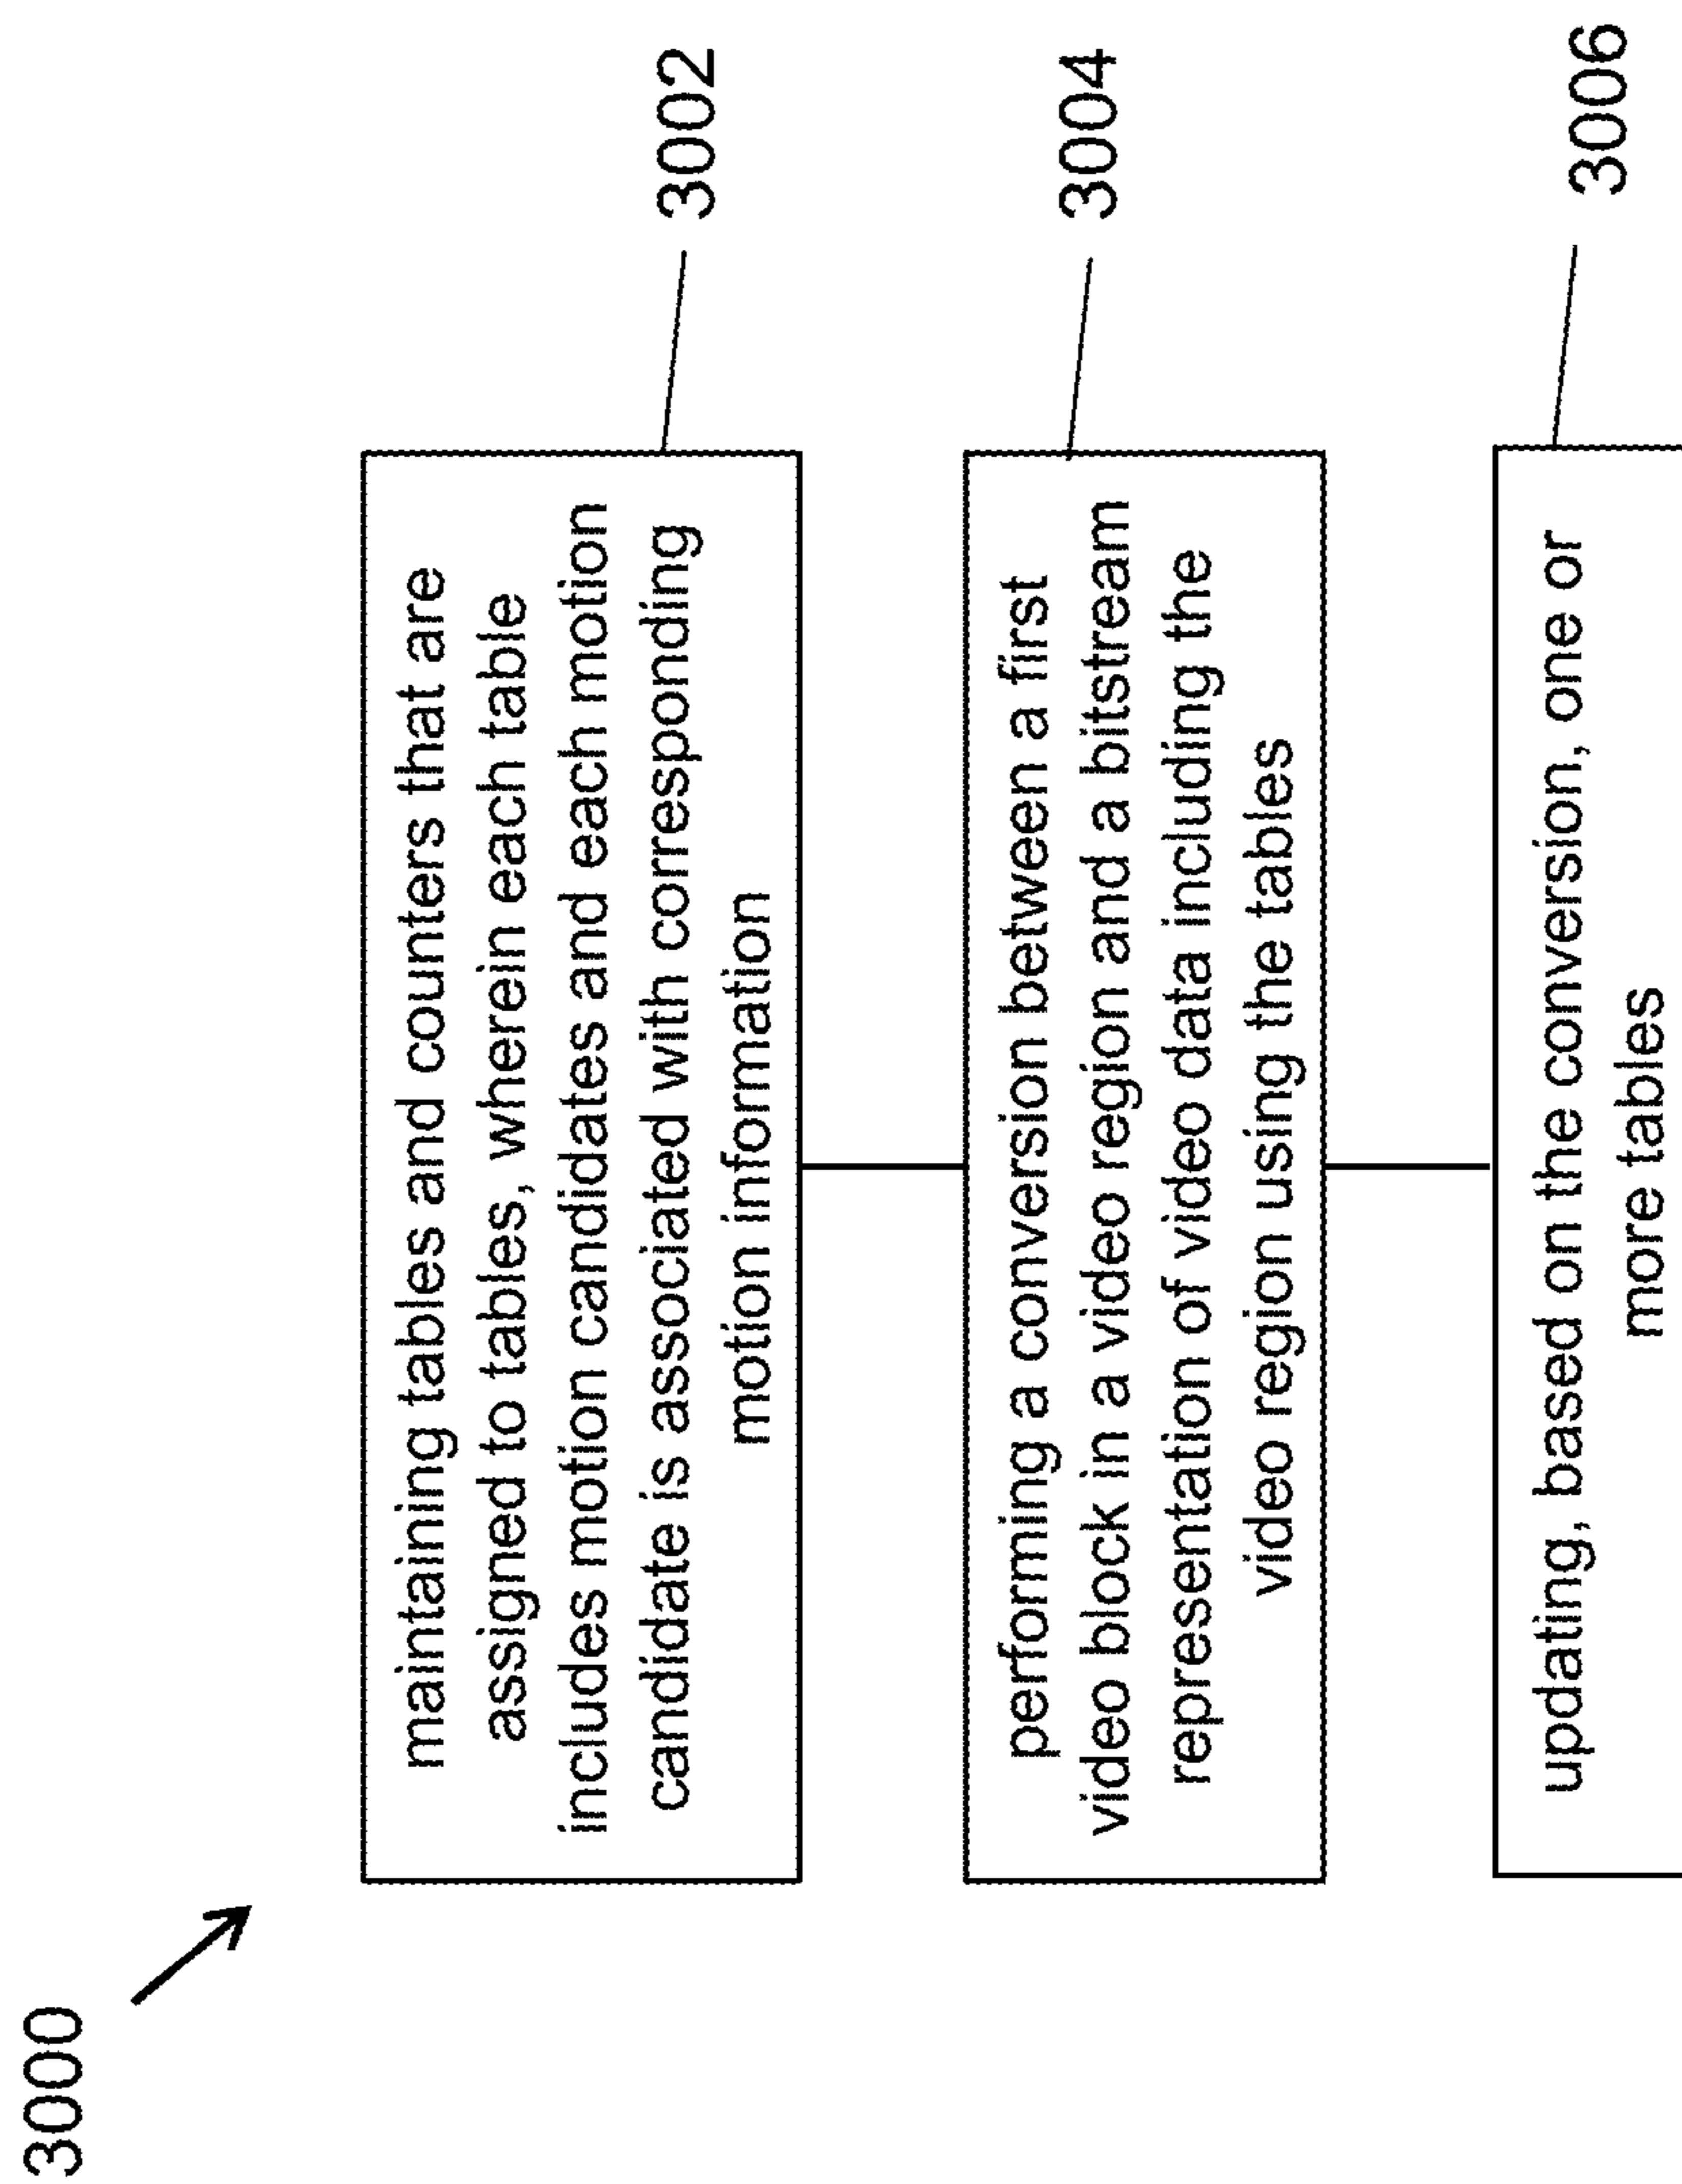 3000
maintaining tables and counters that are
assigned to tables, wherein each table
includes motion candidates and each motion
candidate is associated with corresponding
motion information
3002
performing a conversion between a first
video block in a video region and a bitstream
representation of video data including the
video region using the tables
3004
updating, based on the conversion, one or
more tables
3006